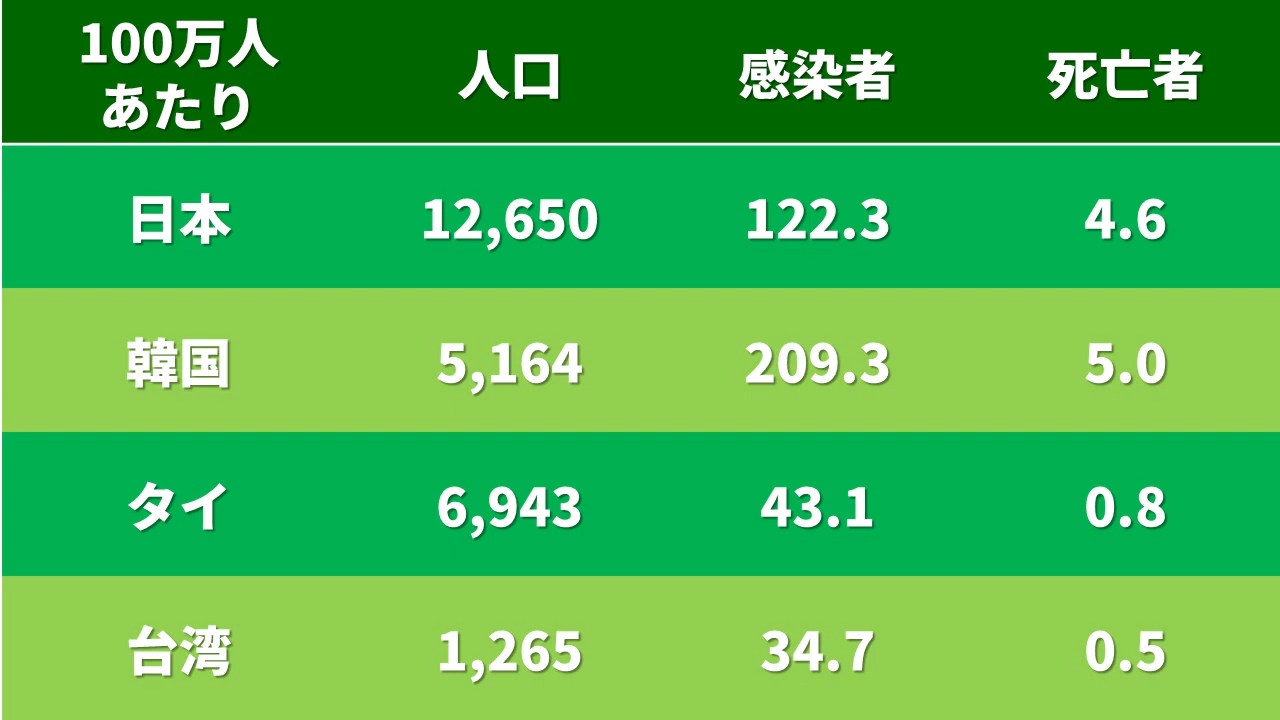 100万人
あたり
人口 感染者 死亡者
日本 12,650 122.3 4.6
韓国 5,164 209.3 5.0
タイ 6,943 43.1 0.8
台湾 1,265 34.7 0.5